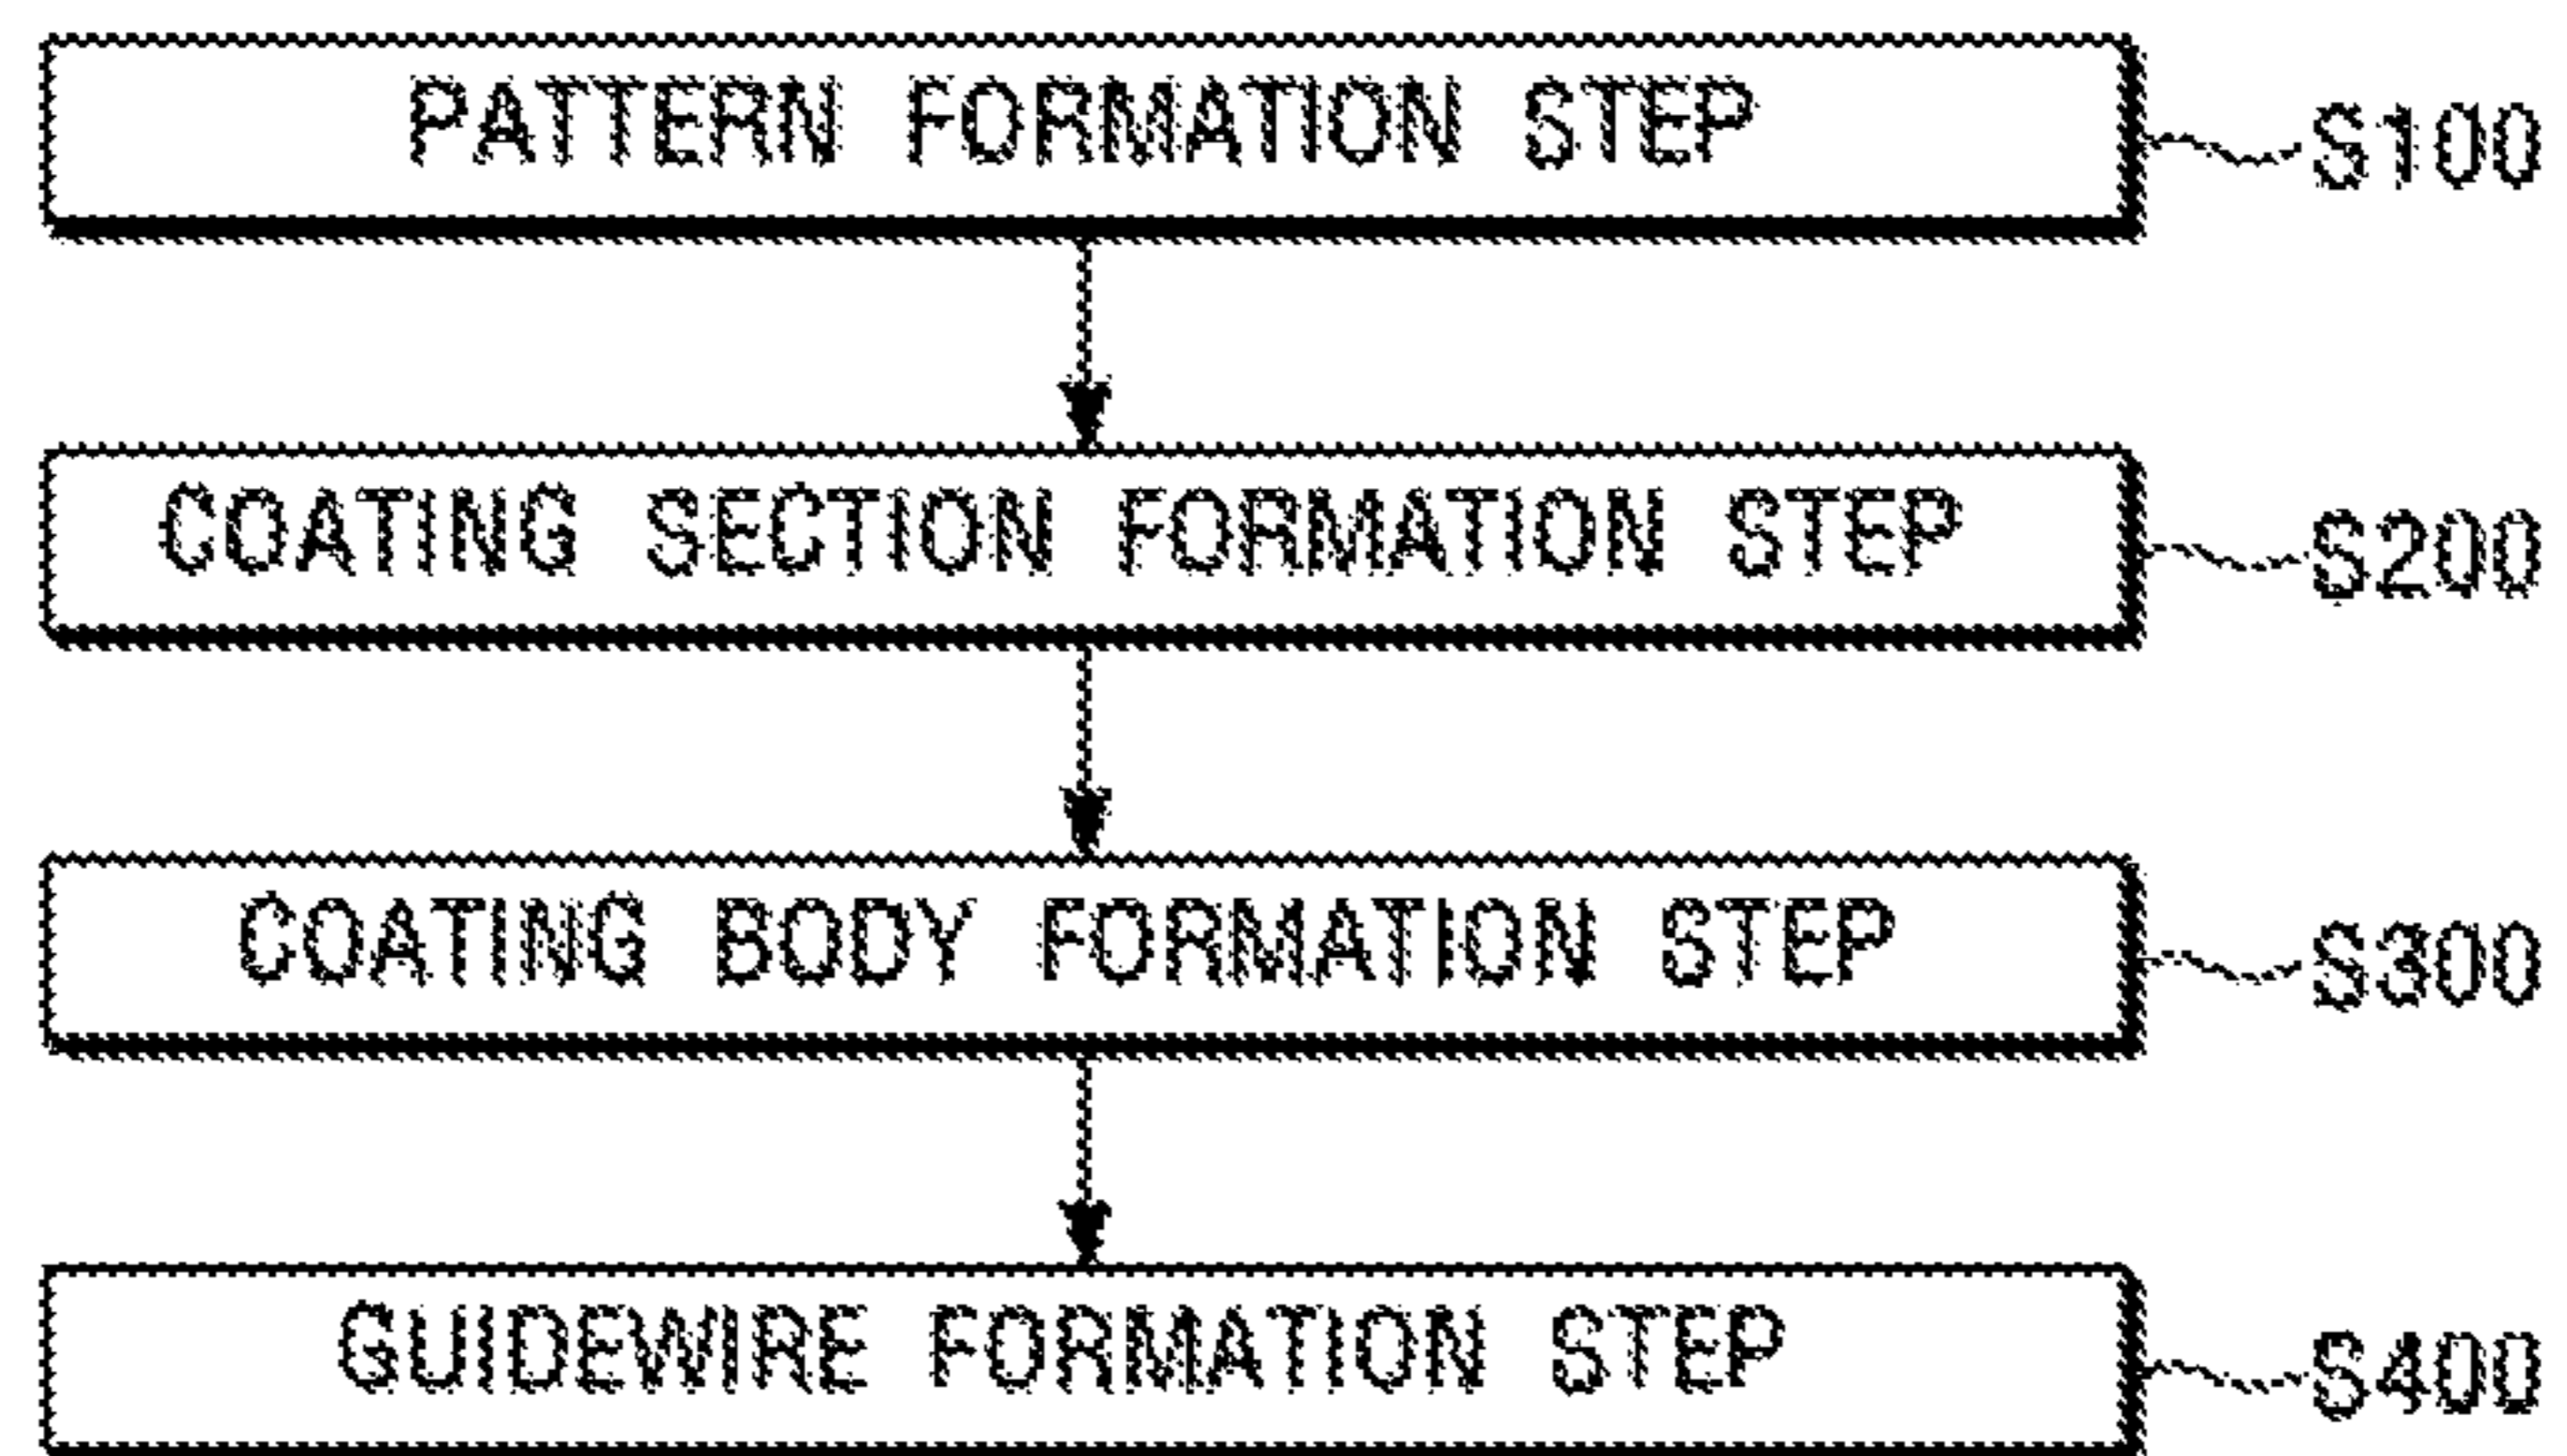 PATTERN FORMATION STEP S100
COATING SECTION FORMATION STEP S200
COATING BODY FORMATION STEP S300
GUIDEWIRE FORMATION STEP S400